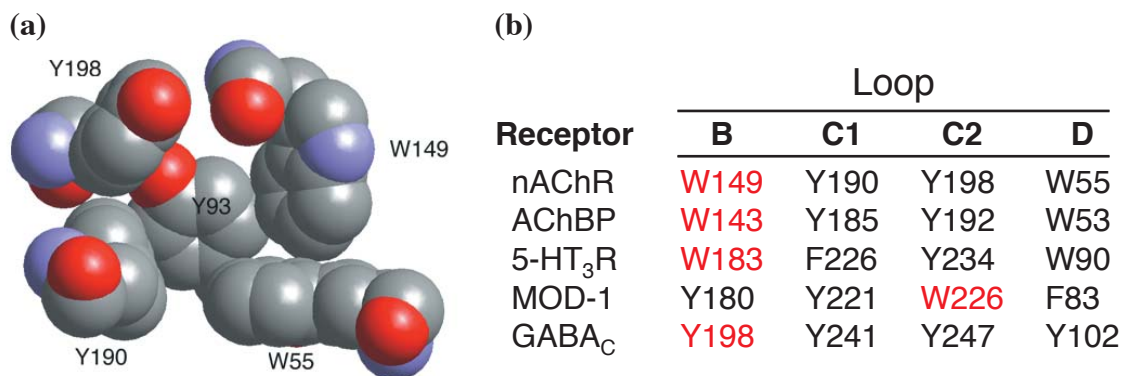 (a)
Y198
W149
Y93
Y190
W55
(b)
Loop
Receptor B C1 C2 D
nAChR W149 Y190 Y198 W55
AChBP W143 Y185 Y192 W53
5-HT₃R W183 F226 Y234 W90
MOD-1 Y180 Y221 W226 F83
GABA_C Y198 Y241 Y247 Y102